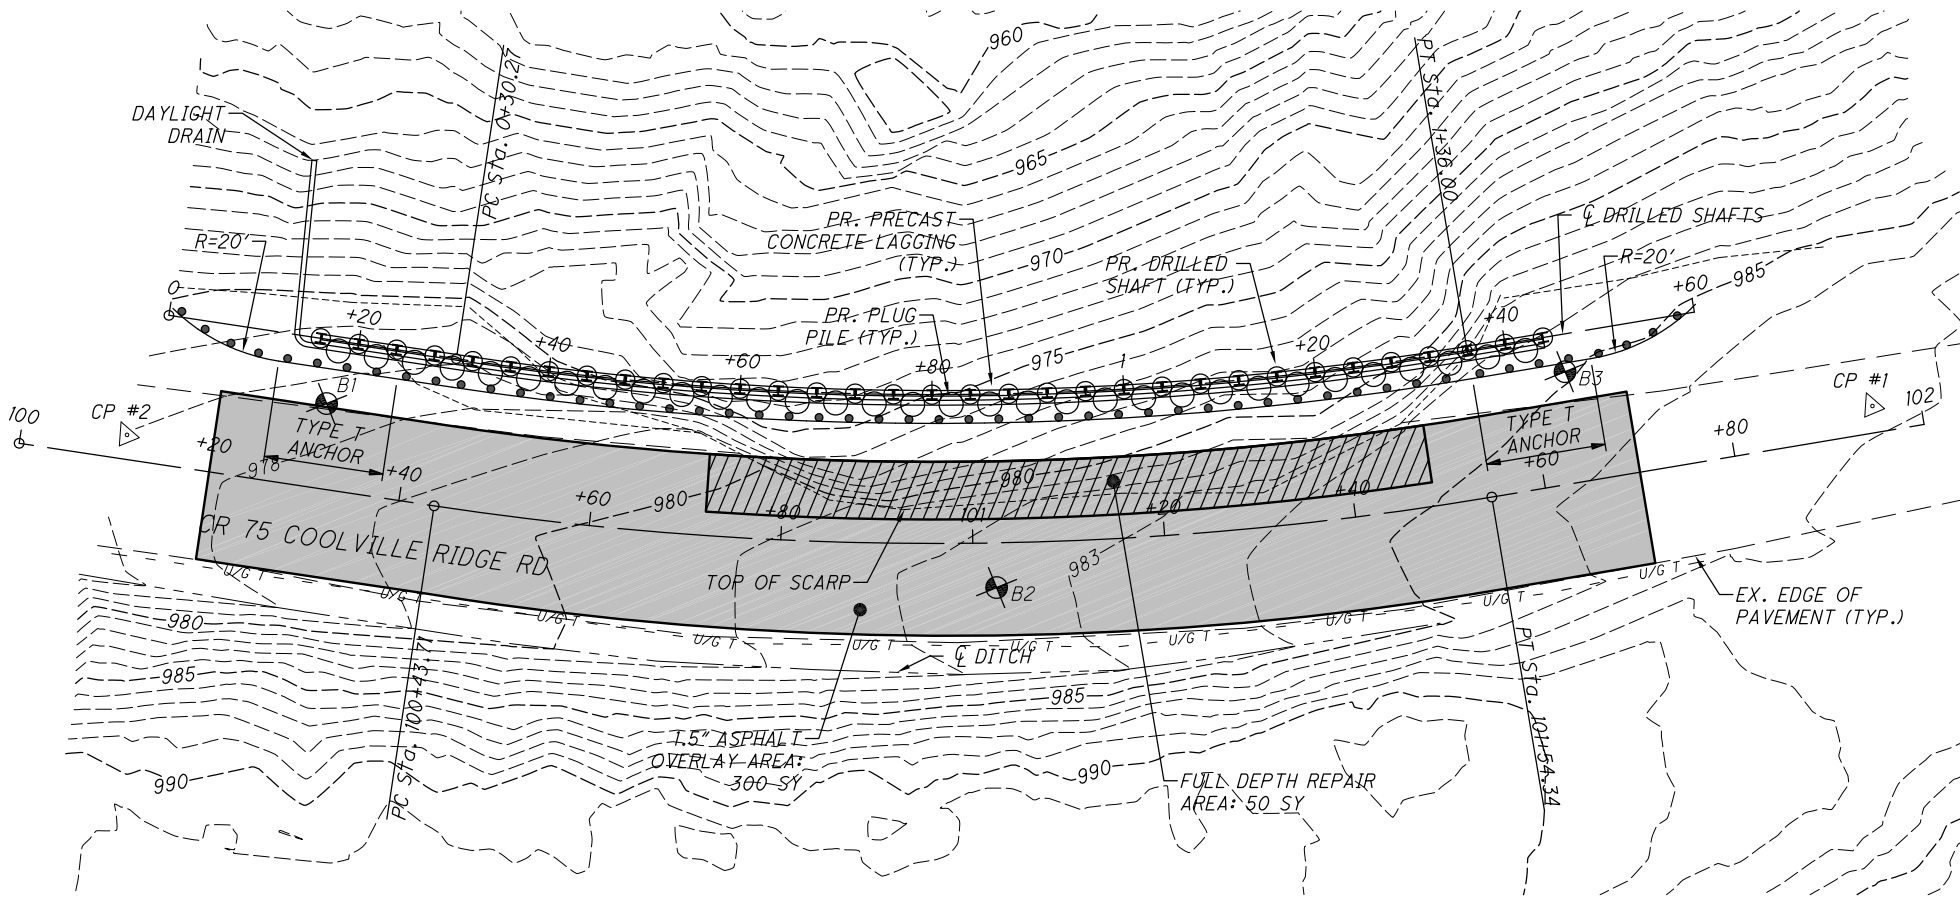 960
PC Sta. 0+30.27
PT Sta. 1+36.00
DAYLIGHT
DRAIN
965
R=20'
PR. PRECAST
CONCRETE LAGGING
(TYP.)
970
PR. DRILLED
SHAFT (TYP.)
℄ DRILLED SHAFTS
R=20'
985
0
+20
+40
+60
+80
1
+20
+40
+60
PR. PLUG
PILE (TYP.)
975
B1
B3
CP #2
CP #1
100
102
TYPE T
ANCHOR
TYPE T
ANCHOR
+20
978
+40
+60
980
+80
980
101
+20
+40
+60
+80
CR 75 COOLVILLE RIDGE RD
TOP OF SCARP
983
B2
U/G T
U/G T
U/G T
U/G T
U/G T
U/G T
U/G T
U/G T
U/G T
U/G T
EX. EDGE OF
PAVEMENT (TYP.)
980
℄ DITCH
985
985
PC Sta. 100+43.71
PT Sta. 101+54.34
1.5" ASPHALT
OVERLAY AREA:
300 SY
990
990
FULL DEPTH REPAIR
AREA: 50 SY